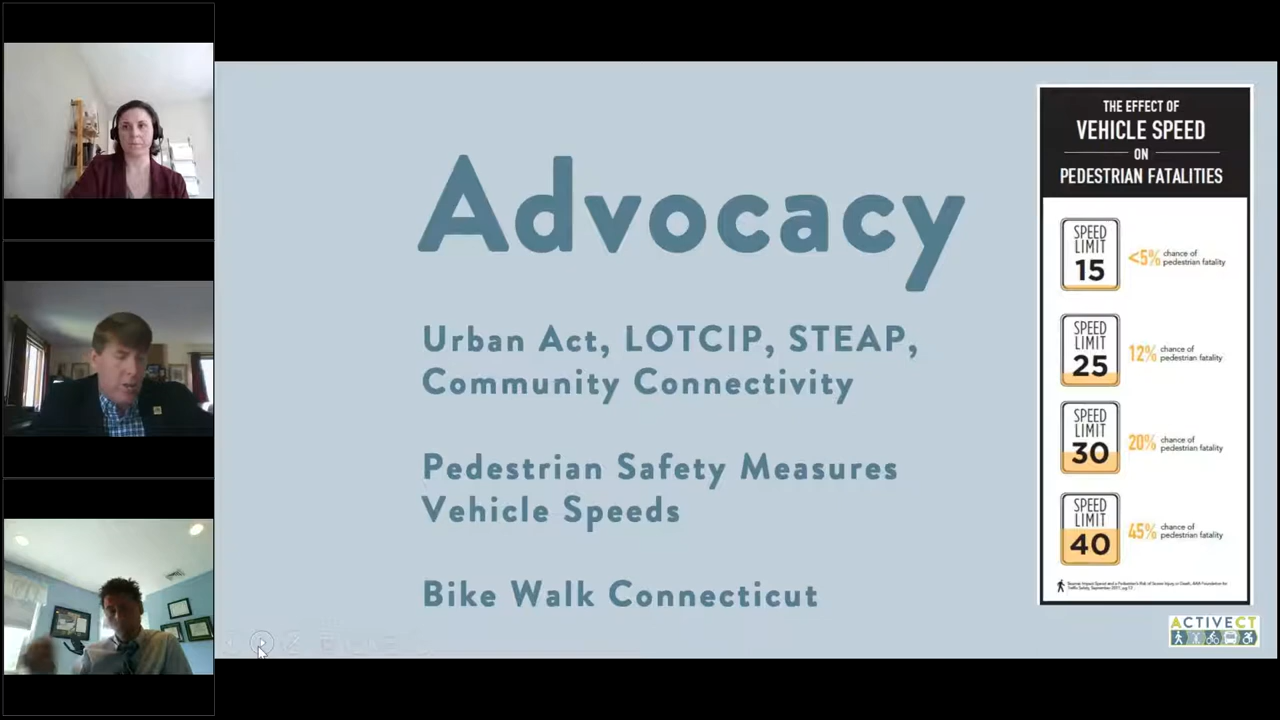 Advocacy
Urban Act, LOTCIP, STEAP,
Community Connectivity
Pedestrian Safety Measures
Vehicle Speeds
Bike Walk Connecticut
THE EFFECT OF
VEHICLE SPEED
ON
PEDESTRIAN FATALITIES
SPEED
LIMIT
15
<5% chance of
pedestrian fatality
SPEED
LIMIT
25
12% chance of
pedestrian fatality
SPEED
LIMIT
30
20% chance of
pedestrian fatality
SPEED
LIMIT
40
45% chance of
pedestrian fatality
ACTIVECT